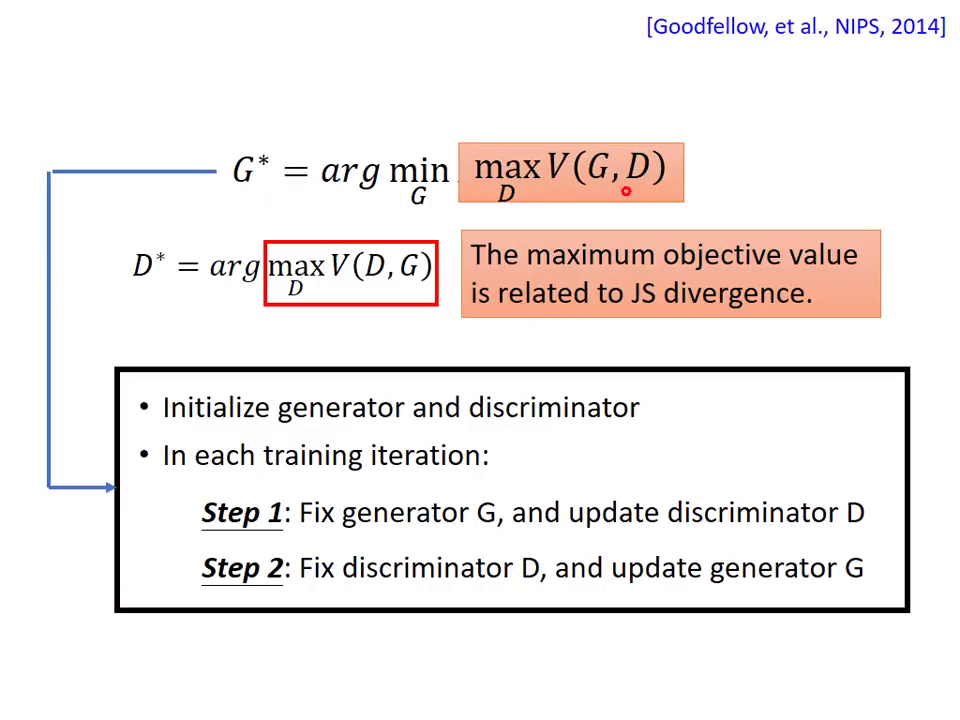 [Goodfellow, et al., NIPS, 2014]
G* = arg min_G max_D V(G, D)
D* = arg max_D V(D, G)
The maximum objective value
is related to JS divergence.
• Initialize generator and discriminator
• In each training iteration:
Step 1: Fix generator G, and update discriminator D
Step 2: Fix discriminator D, and update generator G